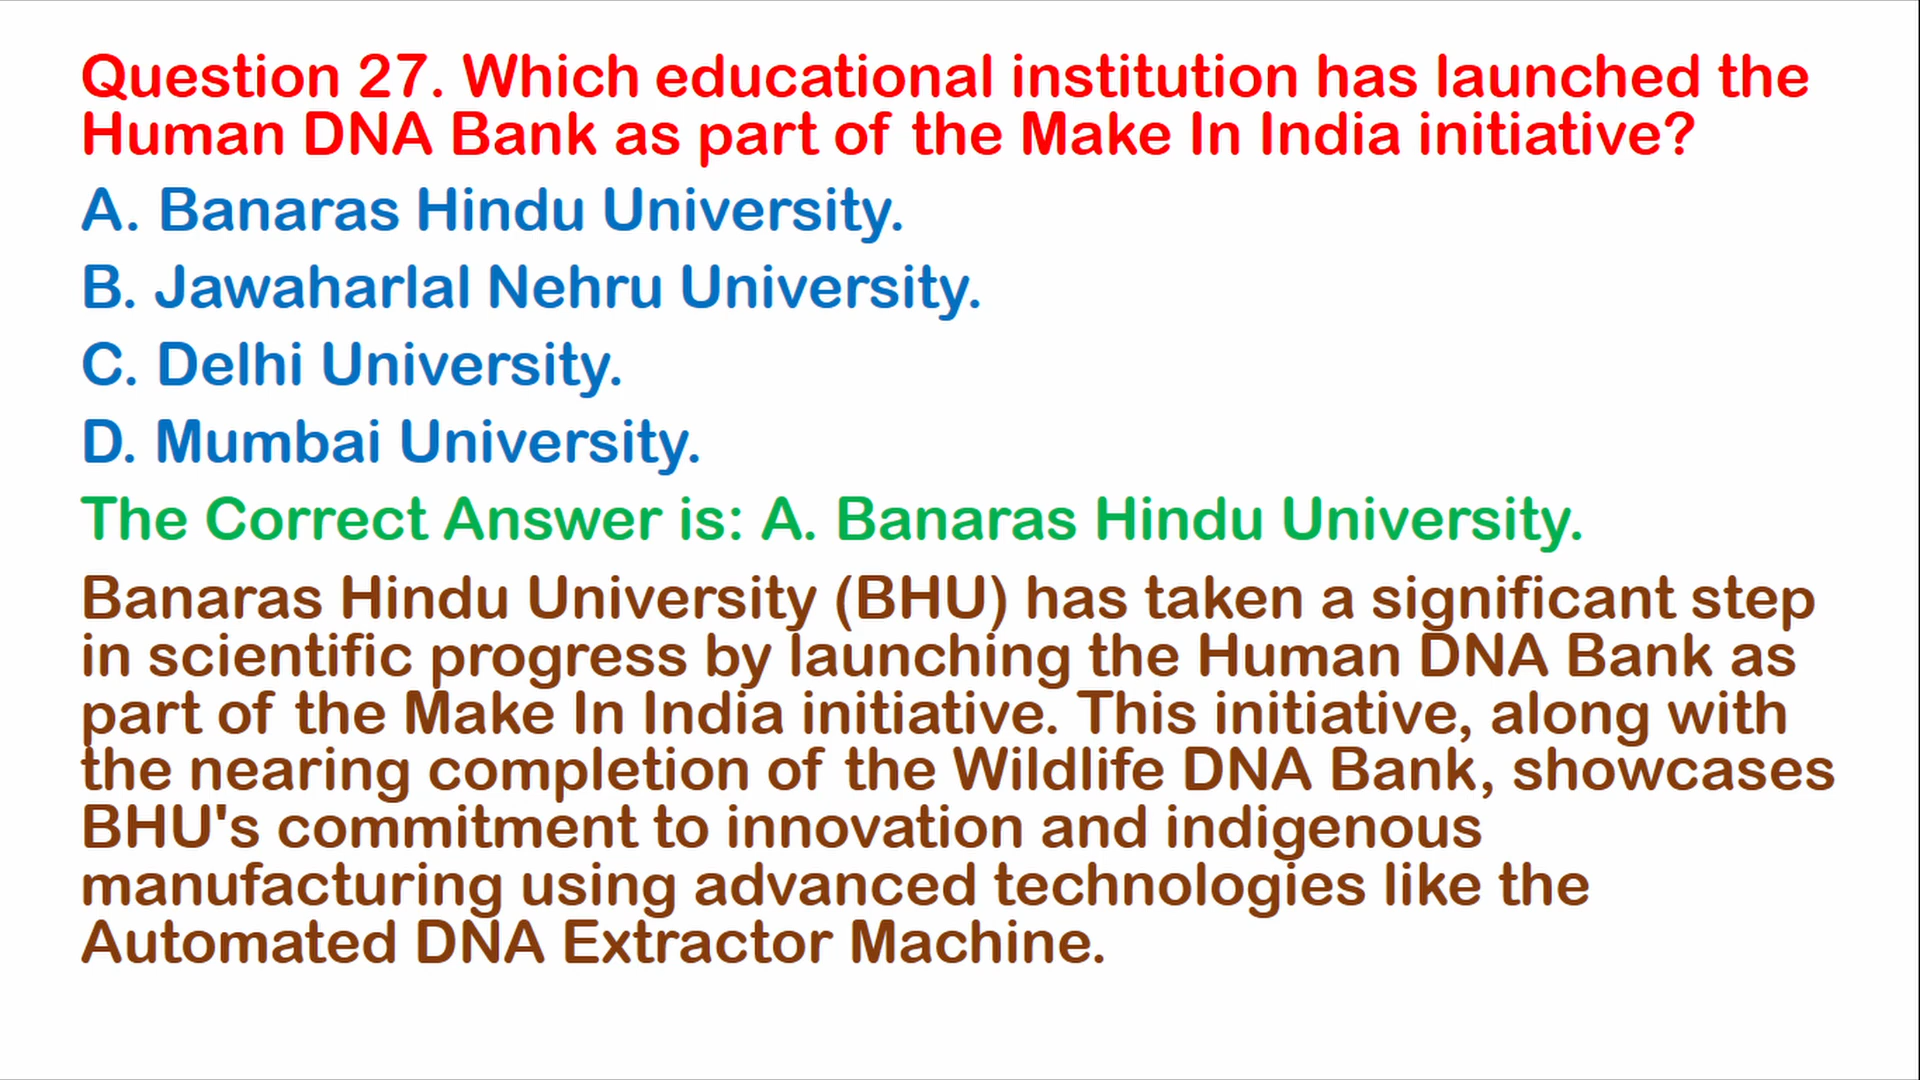 Question 27. Which educational institution has launched the
Human DNA Bank as part of the Make In India initiative?
A. Banaras Hindu University.
B. Jawaharlal Nehru University.
C. Delhi University.
D. Mumbai University.
The Correct Answer is: A. Banaras Hindu University.
Banaras Hindu University (BHU) has taken a significant step
in scientific progress by launching the Human DNA Bank as
part of the Make In India initiative. This initiative, along with
the nearing completion of the Wildlife DNA Bank, showcases
BHU's commitment to innovation and indigenous
manufacturing using advanced technologies like the
Automated DNA Extractor Machine.